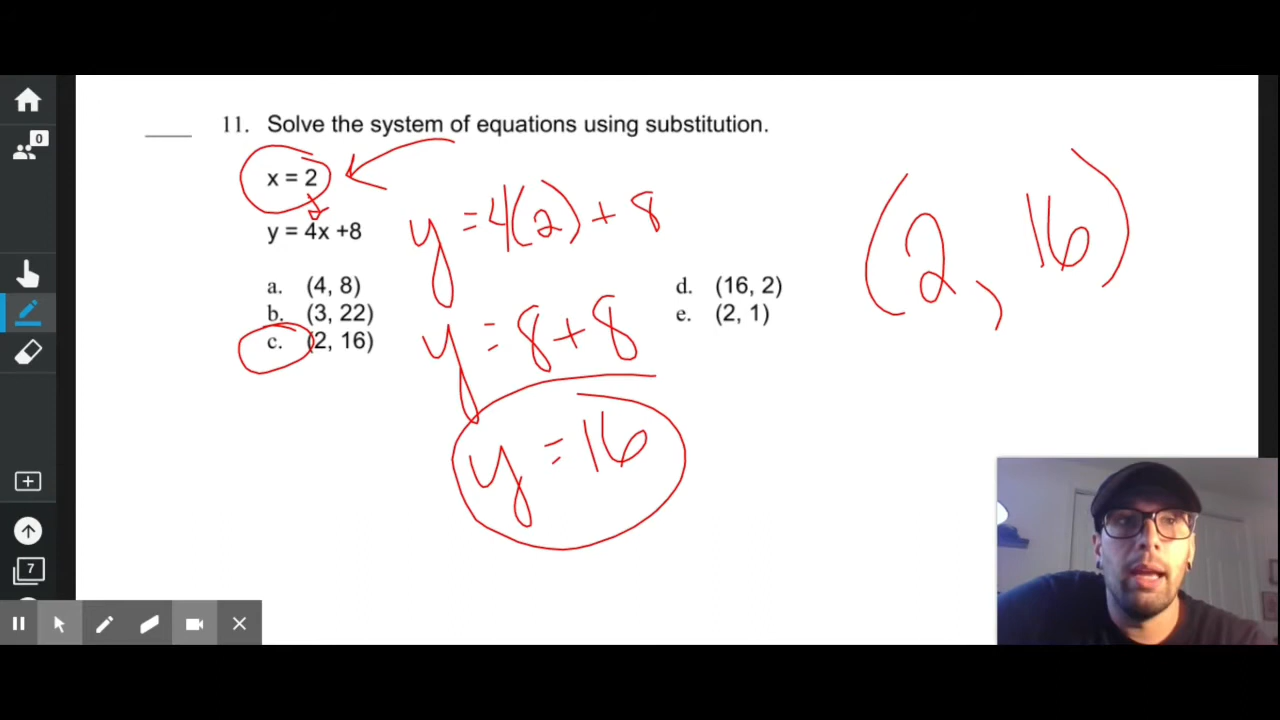 0
____ 11. Solve the system of equations using substitution.
x = 2
y = 4x +8
a. (4, 8)
b. (3, 22)
c. (2, 16)
d. (16, 2)
e. (2, 1)
y = 4(2) + 8
y = 8 + 8
y = 16
(2, 16)
7